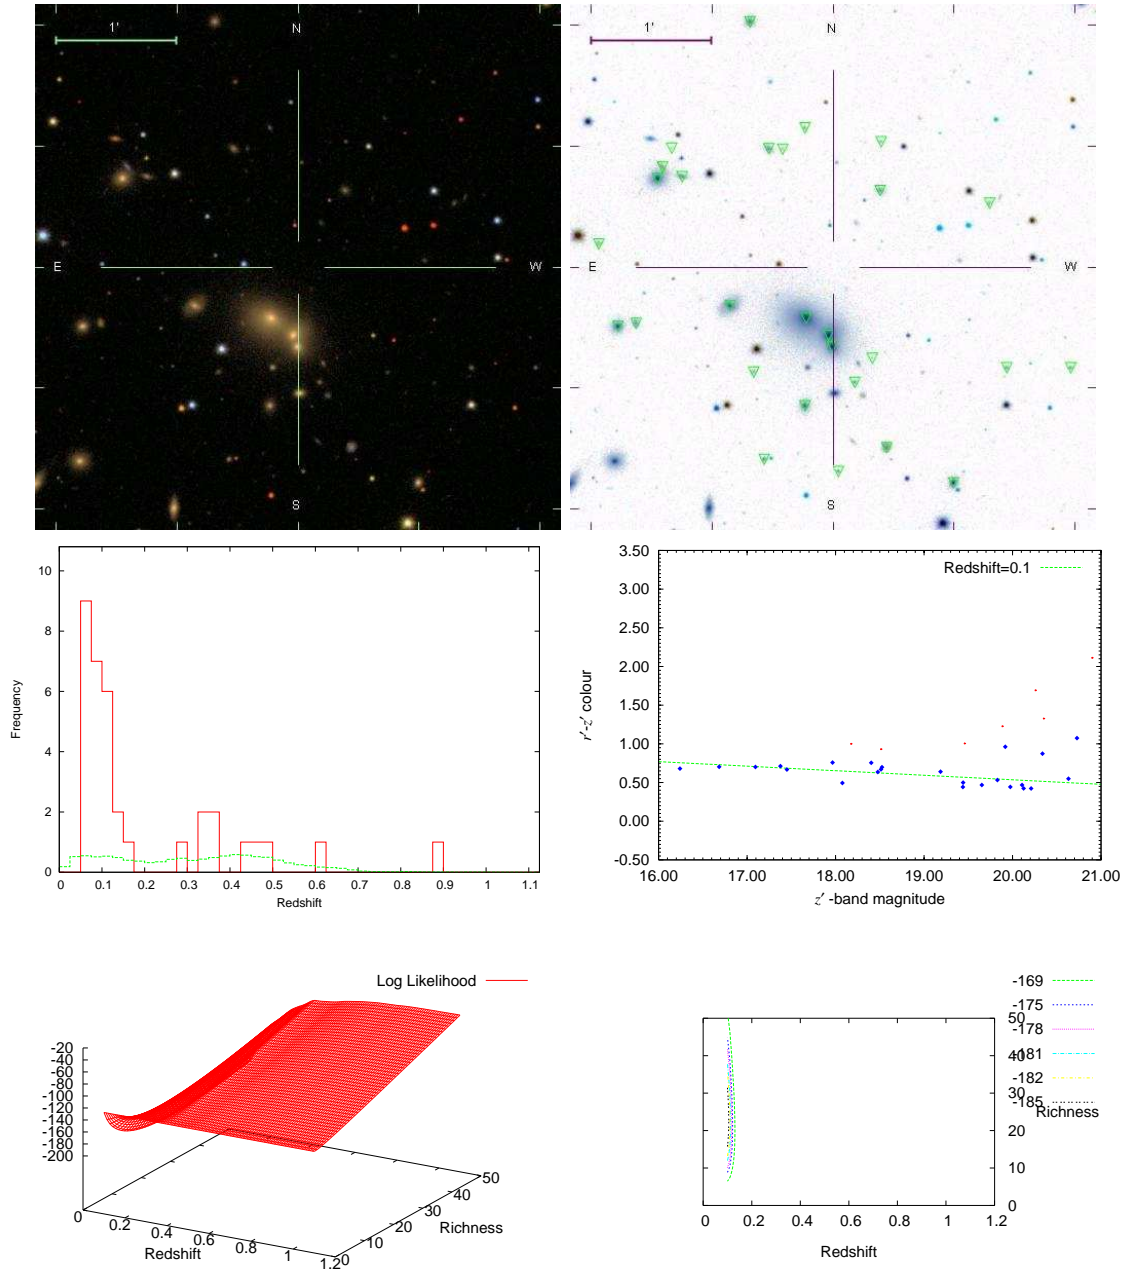 1'
N
E
W
S
1'
N
E
W
S
10
8
6
4
2
0
Frequency
0 0.1 0.2 0.3 0.4 0.5 0.6 0.7 0.8 0.9 1 1.1
Redshift
Redshift=0.1
3.50
3.00
2.50
2.00
1.50
1.00
0.50
0.00
-0.50
r'-z' colour
16.00 17.00 18.00 19.00 20.00 21.00
z' -band magnitude
Log Likelihood
-20
-40
-60
-80
-100
-120
-140
-160
-180
-200
0 0.2 0.4 0.6 0.8 1 1.2
Redshift
0 10 20 30 40 50
Richness
-169
-175
-178
-181
-182
-185
50
40
30
20
10
0
Richness
0 0.2 0.4 0.6 0.8 1 1.2
Redshift